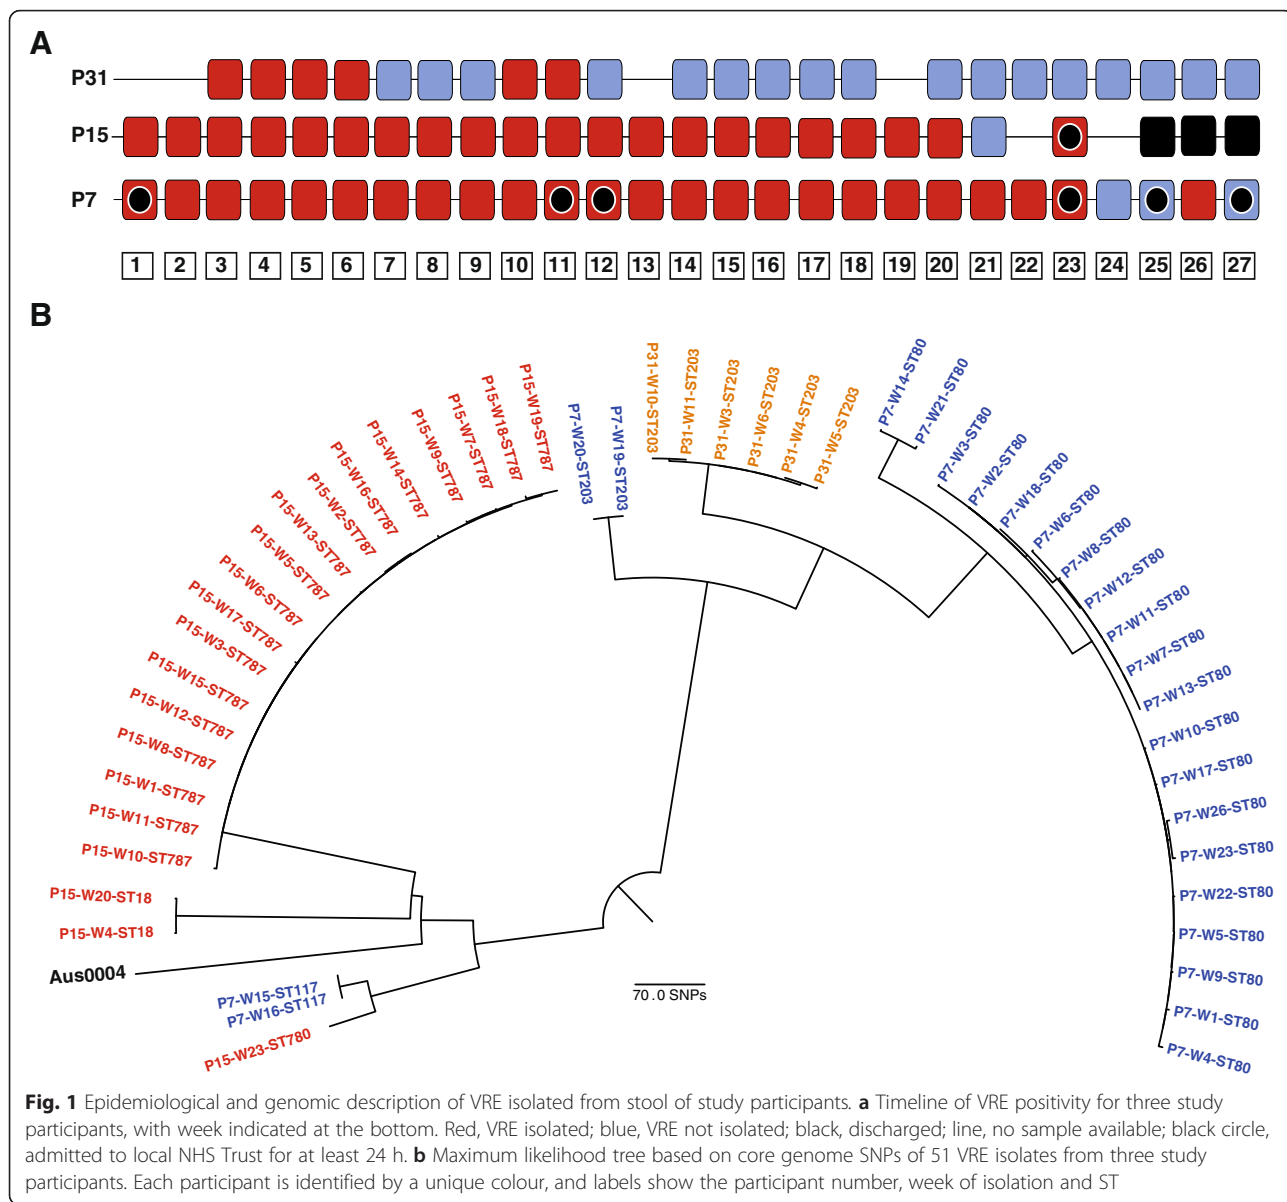 A
P31
P15
P7
1 2 3 4 5 6 7 8 9 10 11 12 13 14 15 16 17 18 19 20 21 22 23 24 25 26 27
B
P15-W19-ST787
P15-W18-ST787
P15-W7-ST787
P15-W9-ST787
P15-W14-ST787
P15-W16-ST787
P15-W2-ST787
P15-W13-ST787
P15-W5-ST787
P15-W6-ST787
P15-W17-ST787
P15-W3-ST787
P15-W15-ST787
P15-W12-ST787
P15-W8-ST787
P15-W1-ST787
P15-W11-ST787
P15-W10-ST787
P15-W20-ST18
P15-W4-ST18
Aus0004
P7-W15-ST117
P7-W16-ST117
P15-W23-ST780
P7-W20-ST203
P7-W19-ST203
P31-W10-ST203
P31-W11-ST203
P31-W3-ST203
P31-W6-ST203
P31-W4-ST203
P31-W5-ST203
P7-W14-ST80
P7-W21-ST80
P7-W3-ST80
P7-W2-ST80
P7-W18-ST80
P7-W6-ST80
P7-W8-ST80
P7-W12-ST80
P7-W11-ST80
P7-W7-ST80
P7-W13-ST80
P7-W10-ST80
P7-W17-ST80
P7-W26-ST80
P7-W23-ST80
P7-W22-ST80
P7-W5-ST80
P7-W9-ST80
P7-W1-ST80
P7-W4-ST80
70.0 SNPs
Fig. 1 Epidemiological and genomic description of VRE isolated from stool of study participants. a Timeline of VRE positivity for three study
participants, with week indicated at the bottom. Red, VRE isolated; blue, VRE not isolated; black, discharged; line, no sample available; black circle,
admitted to local NHS Trust for at least 24 h. b Maximum likelihood tree based on core genome SNPs of 51 VRE isolates from three study
participants. Each participant is identified by a unique colour, and labels show the participant number, week of isolation and ST